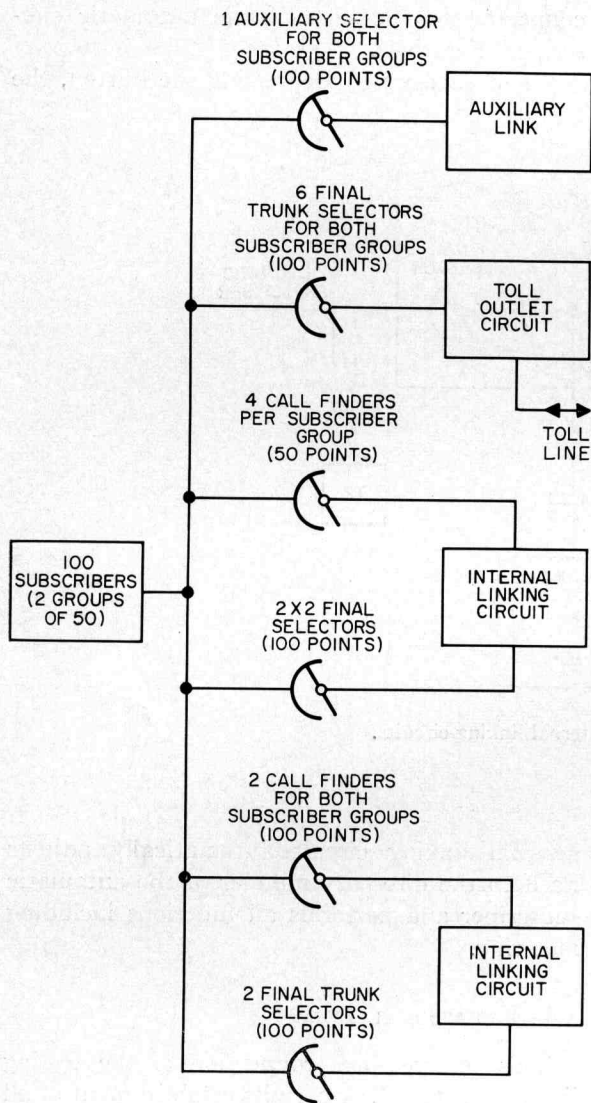 1 AUXILIARY SELECTOR
FOR BOTH
SUBSCRIBER GROUPS
(100 POINTS)
AUXILIARY
LINK
6 FINAL
TRUNK SELECTORS
FOR BOTH
SUBSCRIBER GROUPS
(100 POINTS)
TOLL
OUTLET
CIRCUIT
TOLL
LINE
4 CALL FINDERS
PER SUBSCRIBER
GROUP
(50 POINTS)
100
SUBSCRIBERS
(2 GROUPS
OF 50)
INTERNAL
LINKING
CIRCUIT
2X2 FINAL
SELECTORS
(100 POINTS)
2 CALL FINDERS
FOR BOTH
SUBSCRIBER GROUPS
(100 POINTS)
INTERNAL
LINKING
CIRCUIT
2 FINAL TRUNK
SELECTORS
(100 POINTS)